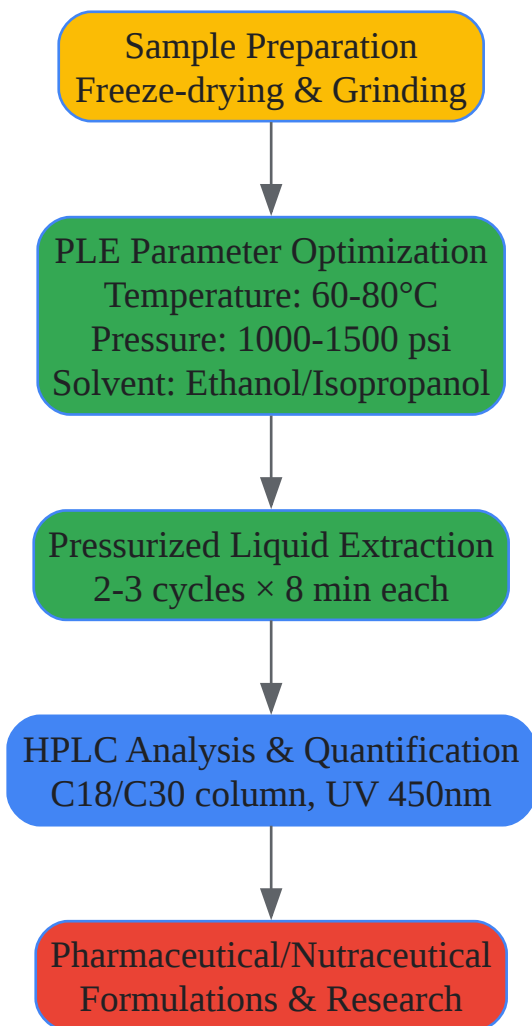 Sample Preparation
Freeze-drying & Grinding
PLE Parameter Optimization
Temperature: 60-80°C
Pressure: 1000-1500 psi
Solvent: Ethanol/Isopropanol
Pressurized Liquid Extraction
2-3 cycles × 8 min each
HPLC Analysis & Quantification
C18/C30 column, UV 450nm
Pharmaceutical/Nutraceutical
Formulations & Research